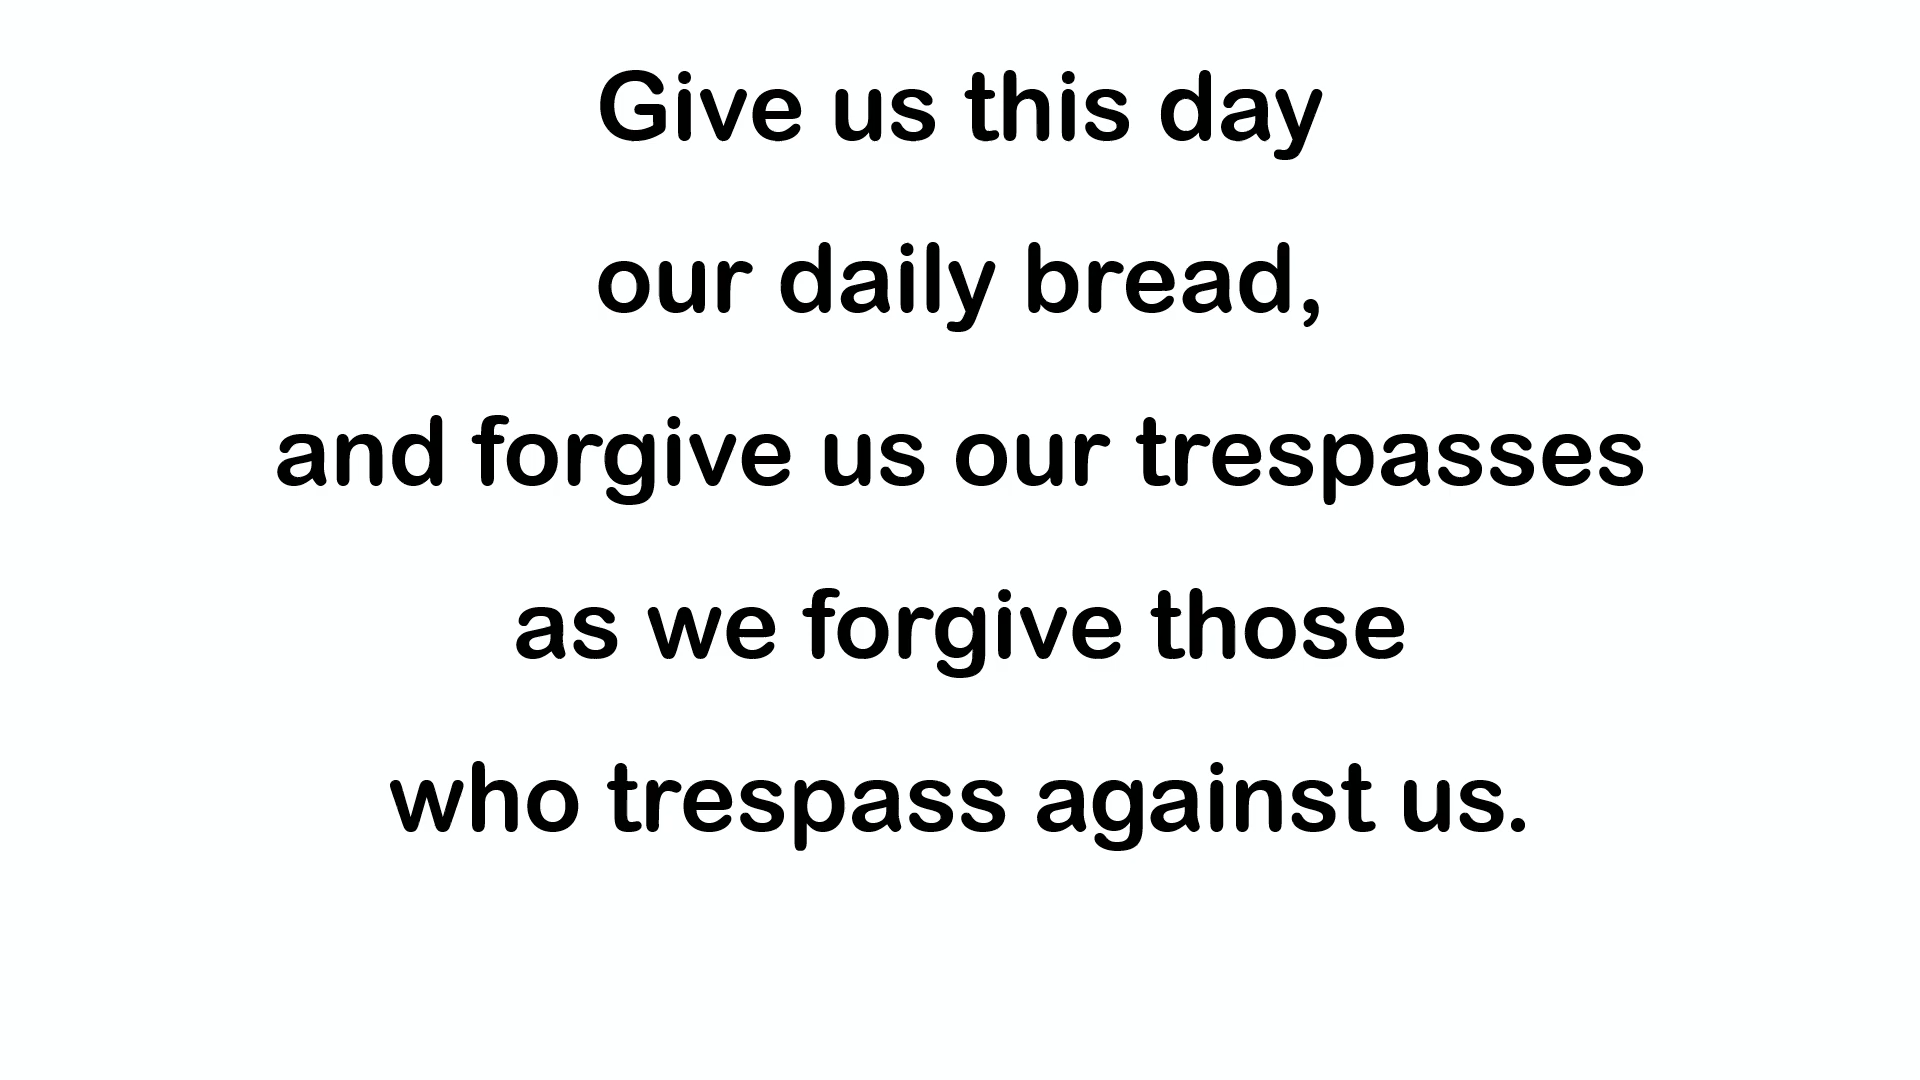 Give us this day
our daily bread,
and forgive us our trespasses
as we forgive those
who trespass against us.